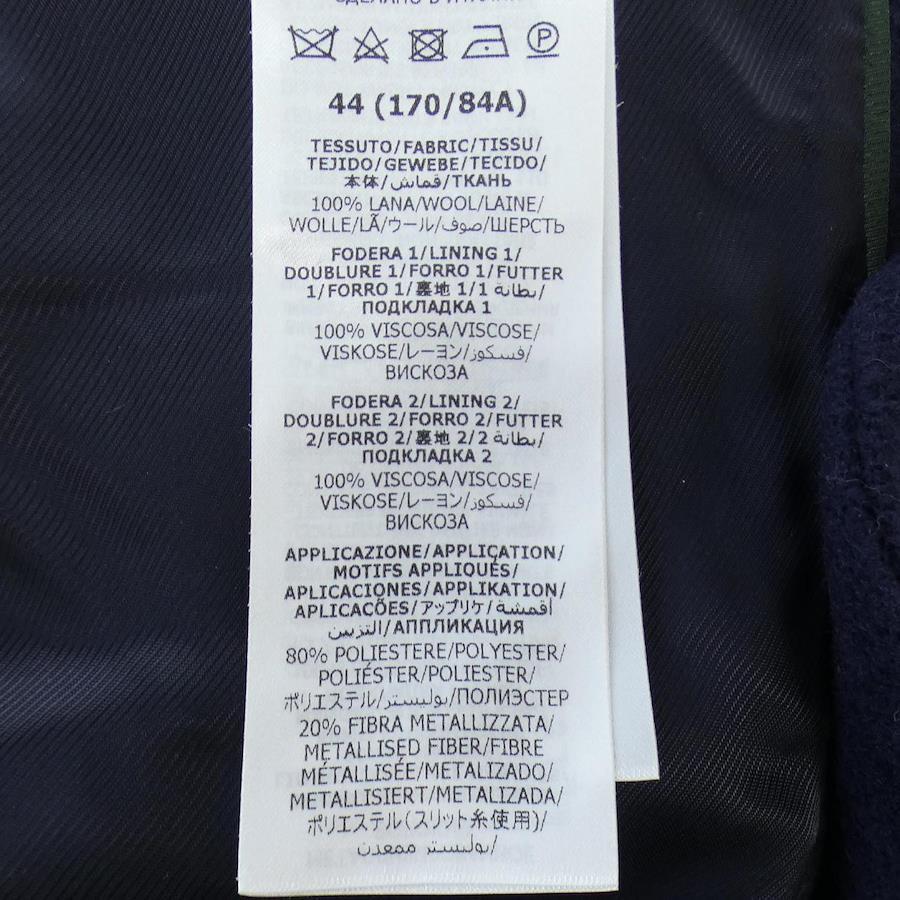 СДЕЛАНО В ИТАЛИИ
44 (170/84A)
TESSUTO/FABRIC/TISSU/
TEJIDO/GEWEBE/TECIDO/
本体/قماش/ТКАНЬ
100% LANA/WOOL/LAINE/
WOLLE/LÃ/ウール/صوف/ШЕРСТЬ
FODERA 1/LINING 1/
DOUBLURE 1/FORRO 1/FUTTER
1/FORRO 1/裏地 1/1 بطانة/
ПОДКЛАДКА 1
100% VISCOSA/VISCOSE/
VISKOSE/レーヨン/فسكوز/
ВИСКОЗА
FODERA 2/LINING 2/
DOUBLURE 2/FORRO 2/FUTTER
2/FORRO 2/裏地 2/2 بطانة/
ПОДКЛАДКА 2
100% VISCOSA/VISCOSE/
VISKOSE/レーヨン/فسكوز/
ВИСКОЗА
APPLICAZIONE/APPLICATION/
MOTIFS APPLIQUÉS/
APLICACIONES/APPLIKATION/
APLICACÕES/アップリケ/أقمشة
التزيين/АППЛИКАЦИЯ
80% POLIESTERE/POLYESTER/
POLIÉSTER/POLIESTER/
ポリエステル/بوليستر/ПОЛИЭСТЕР
20% FIBRA METALLIZZATA/
METALLISED FIBER/FIBRE
MÉTALLISÉE/METALIZADO/
METALLISIERT/METALIZADA/
ポリエステル(スリット糸使用)/
بوليستر ممعدن/